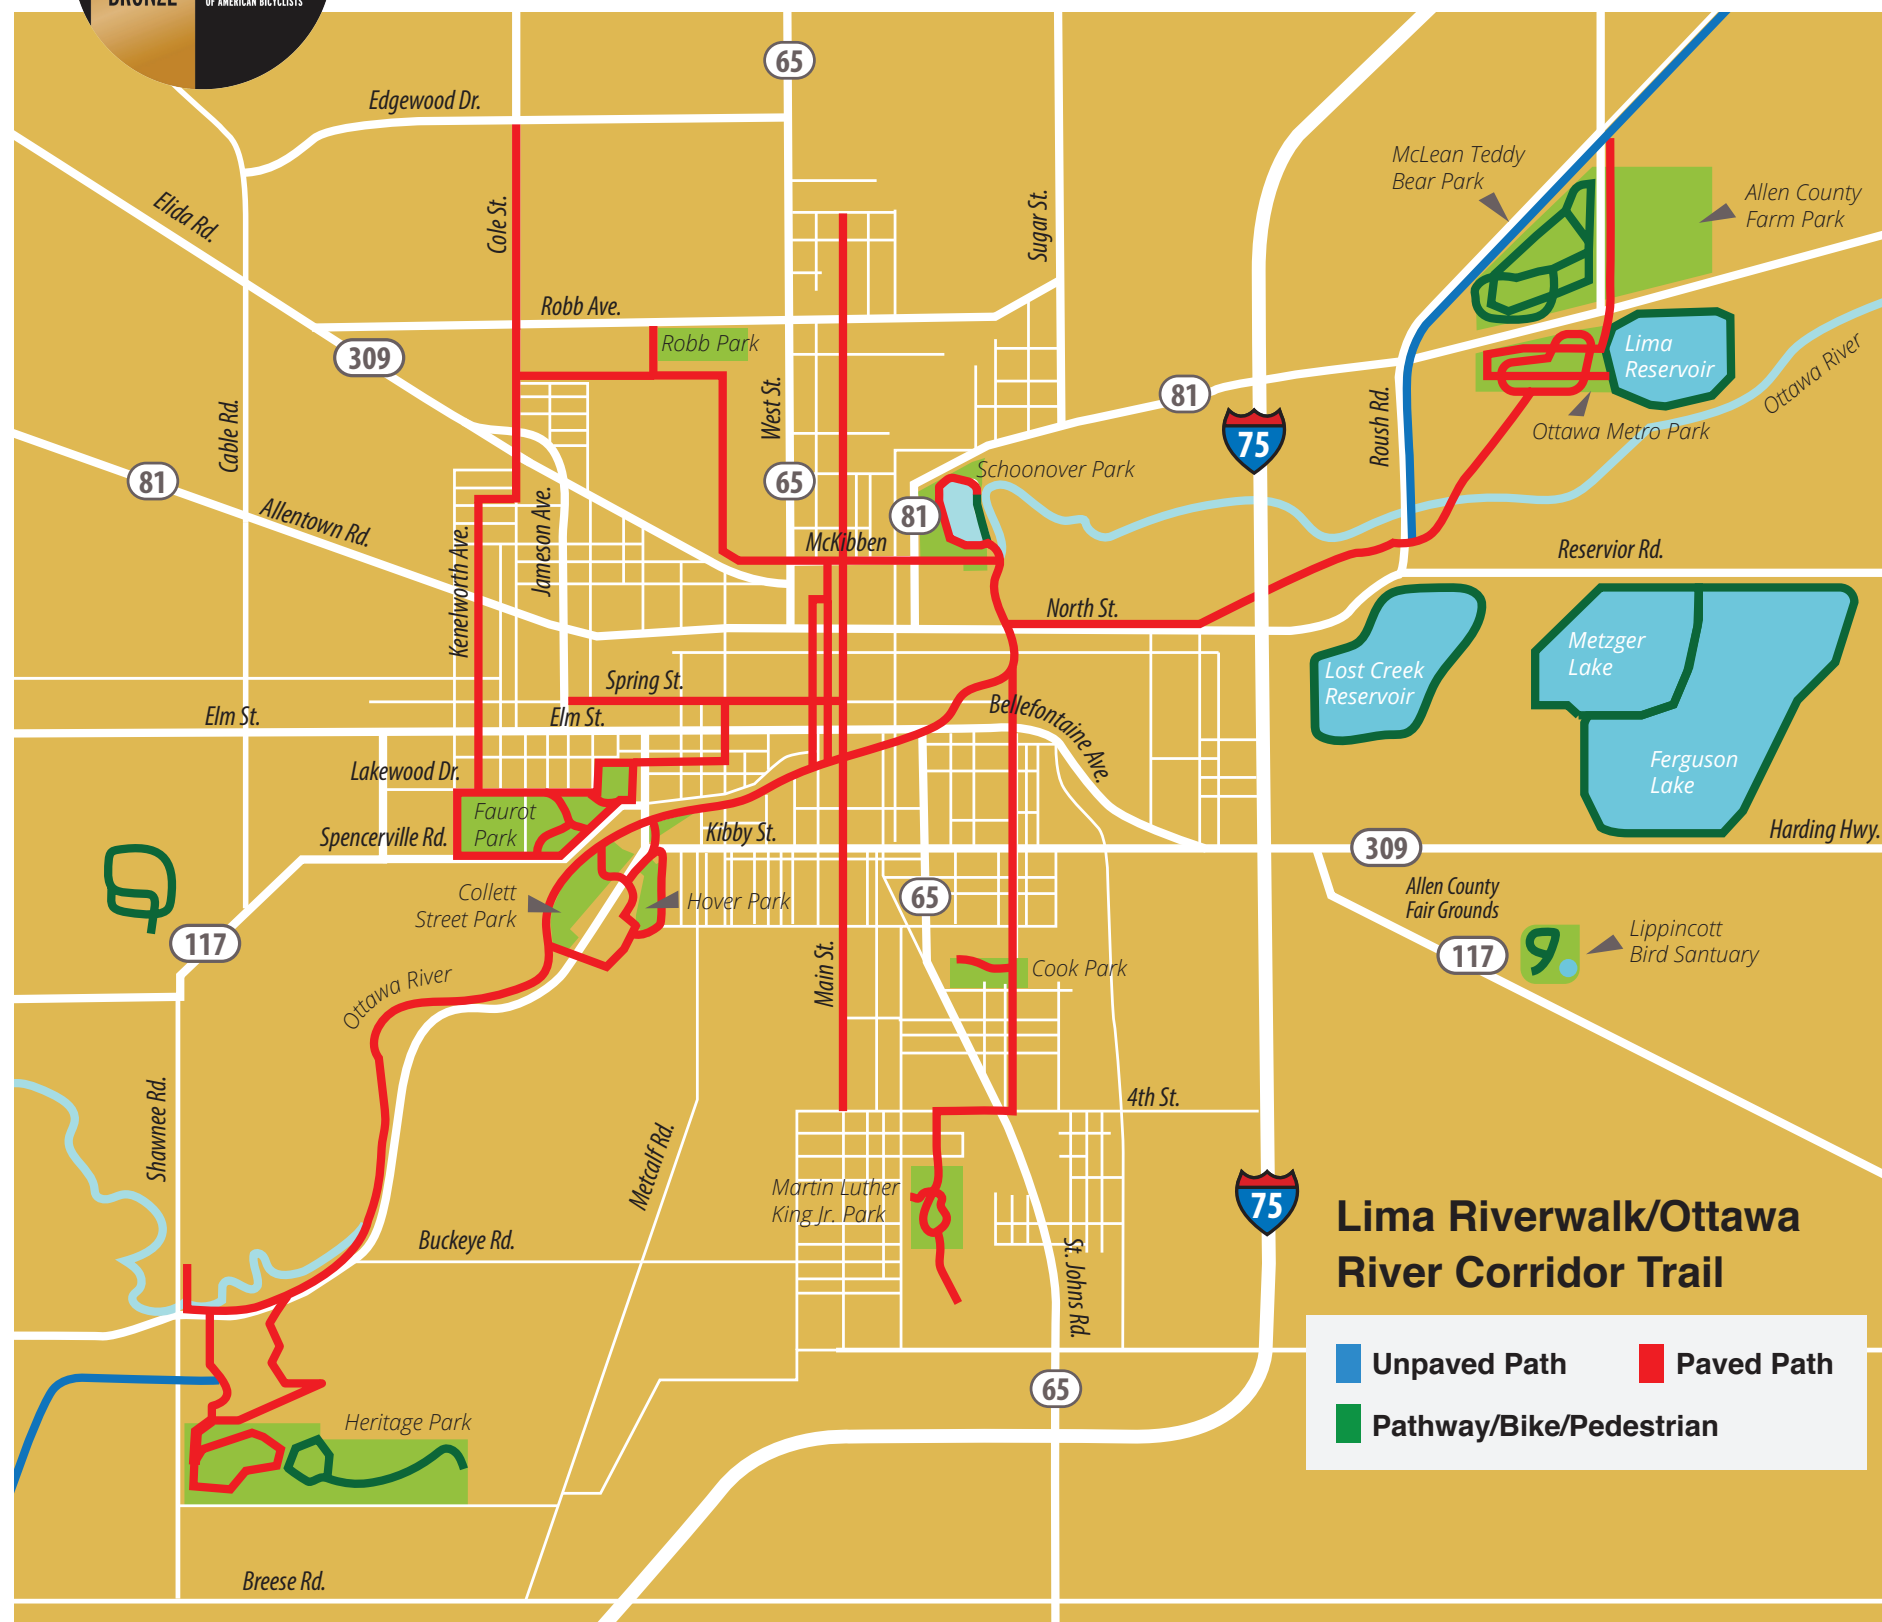 BRONZE
OF AMERICAN BICYCLISTS
65
Edgewood Dr.
McLean Teddy
Bear Park
Allen County
Farm Park
Elida Rd.
Cole St.
Sugar St.
Robb Ave.
Robb Park
309
Lima
Reservoir
Ottawa River
81
Roush Rd.
Cable Rd.
West St.
75
Ottawa Metro Park
Schoonover Park
81
65
81
Allentown Rd.
Jameson Ave.
Kenelworth Ave.
McKibben
Reservior Rd.
North St.
Metzger
Lake
Lost Creek
Reservoir
Spring St.
Elm St.
Elm St.
Bellefontaine Ave.
Ferguson
Lake
Lakewood Dr.
Faurot
Park
Spencerville Rd.
Kibby St.
Harding Hwy.
309
Collett
Street Park
Hover Park
65
Allen County
Fair Grounds
117
117
Lippincott
Bird Santuary
Main St.
Cook Park
Ottawa River
Shawnee Rd.
4th St.
Metcalf Rd.
Martin Luther
King Jr. Park
75
Buckeye Rd.
St. Johns Rd.
Lima Riverwalk/Ottawa
River Corridor Trail
Unpaved Path
Paved Path
65
Heritage Park
Pathway/Bike/Pedestrian
Breese Rd.